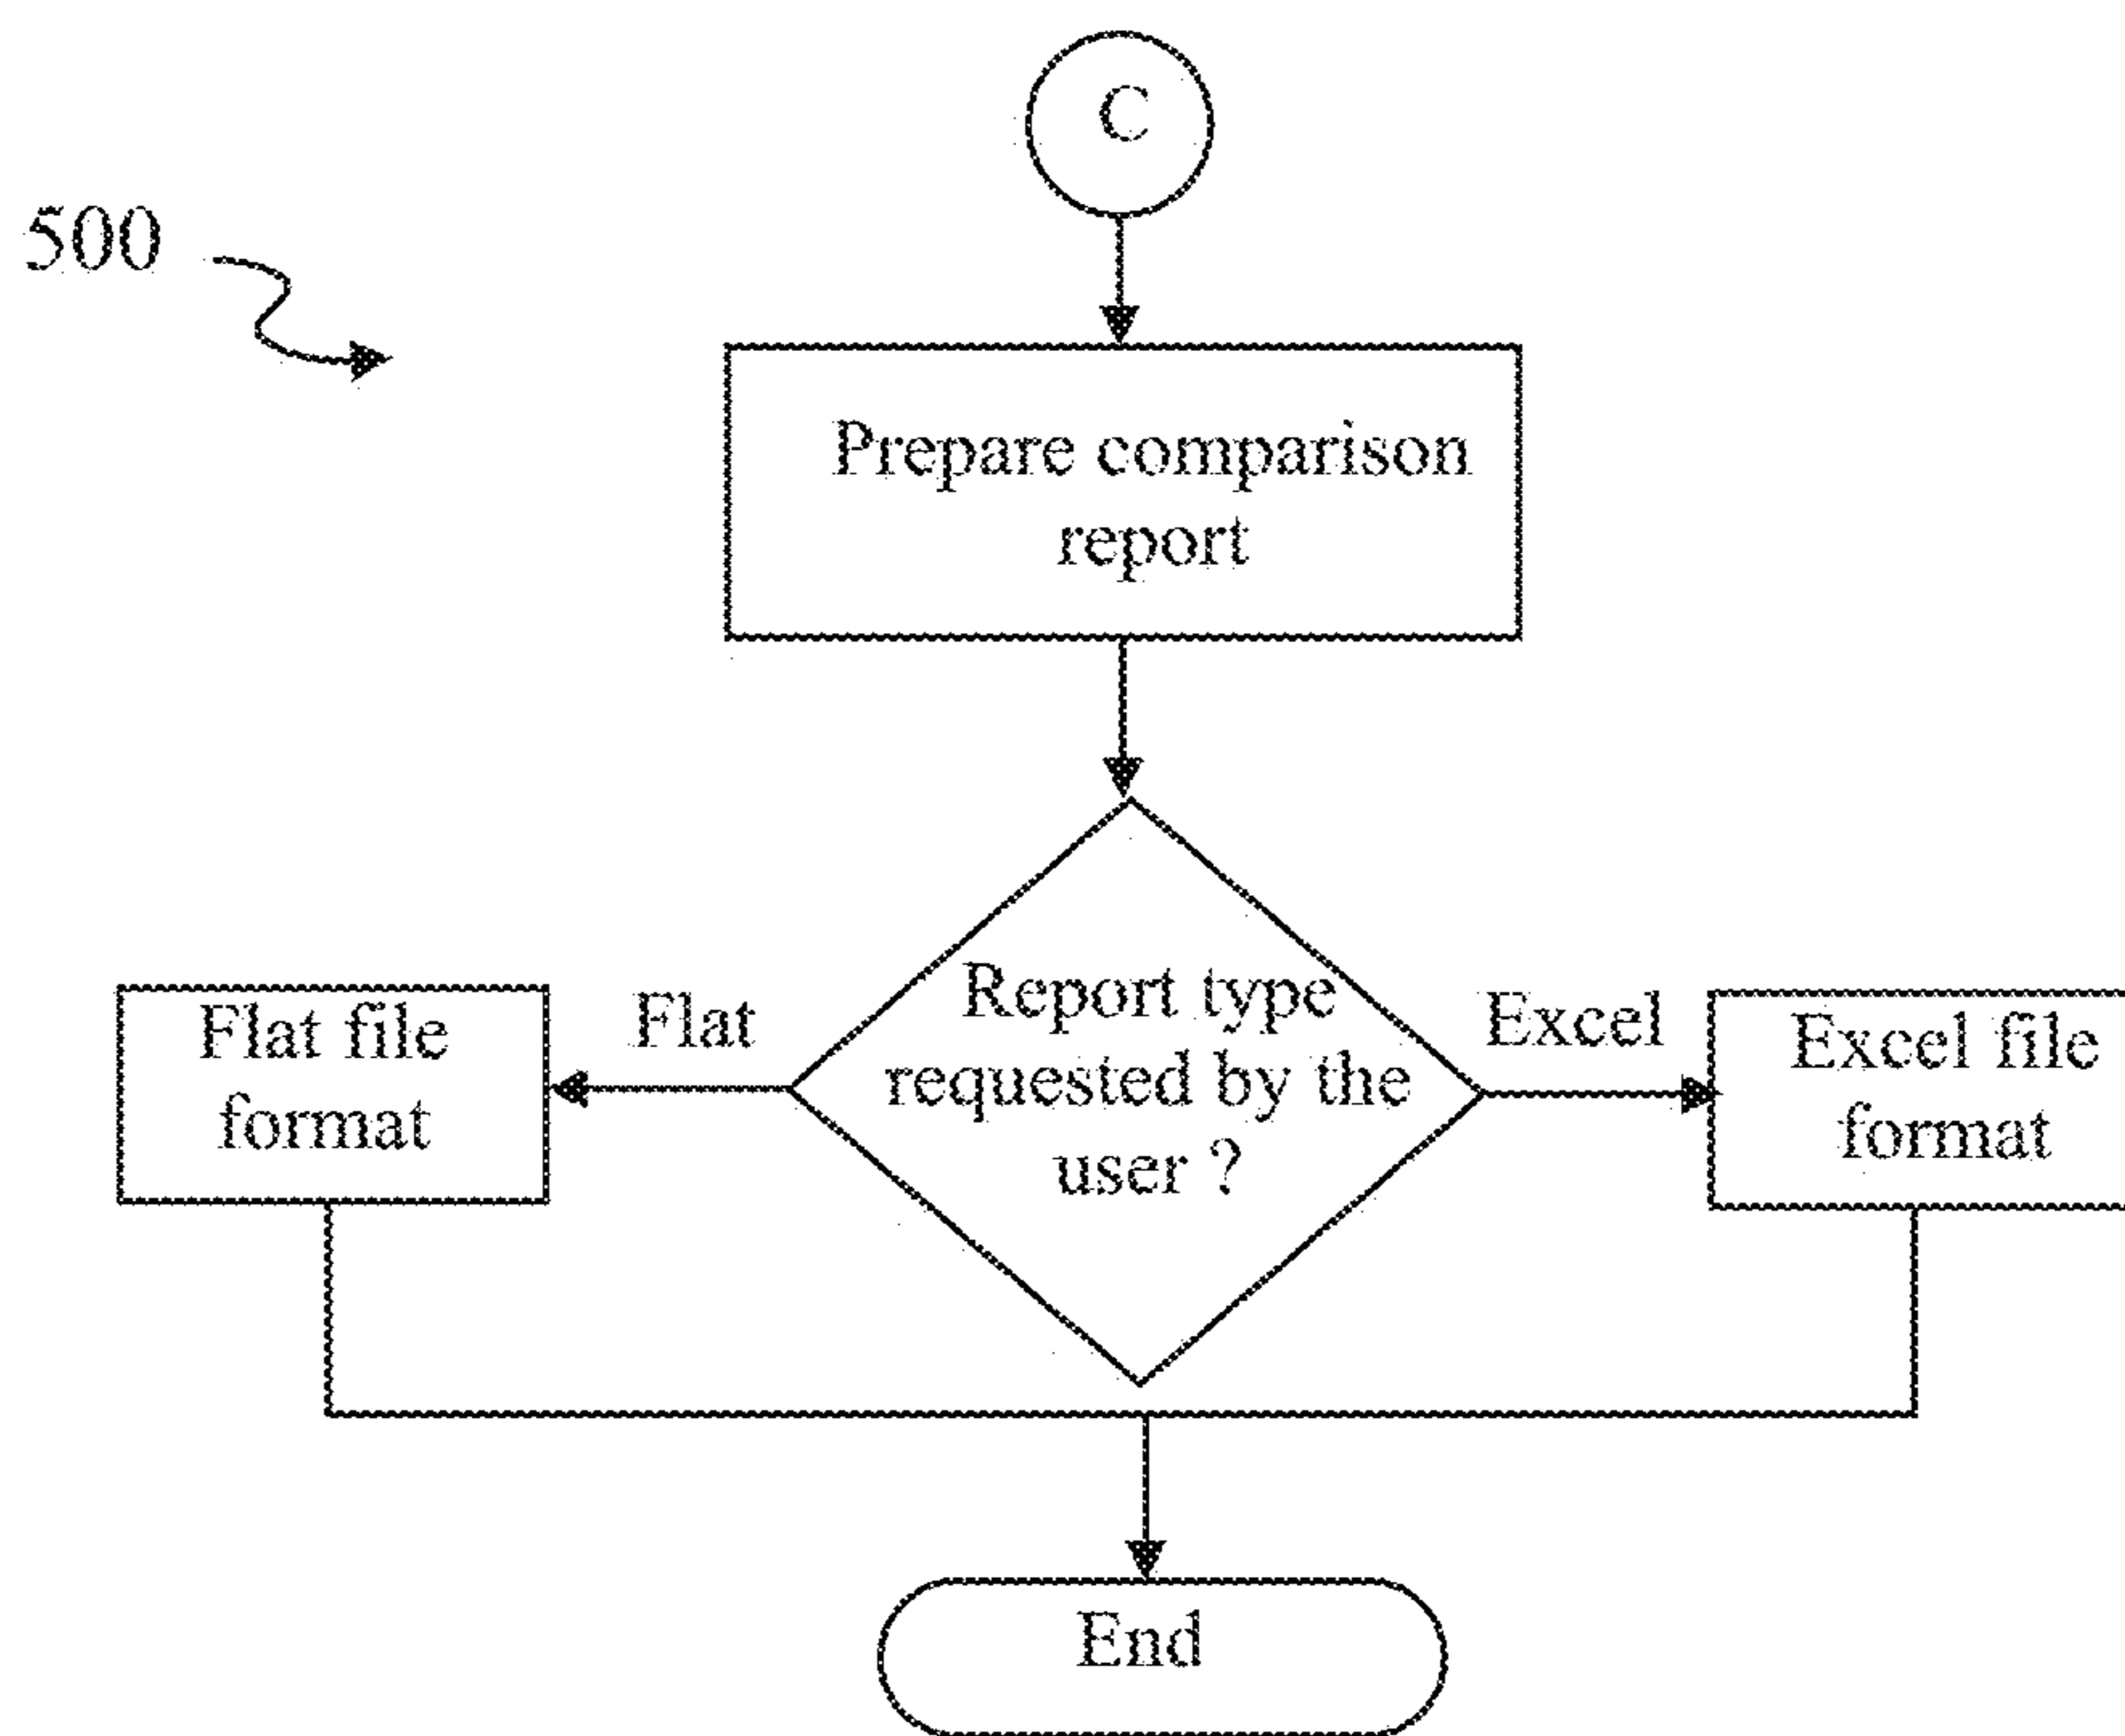 C
500
Prepare comparison
report
Report type
requested by the
user ?
Flat
Flat file
format
Excel
Excel file
format
End